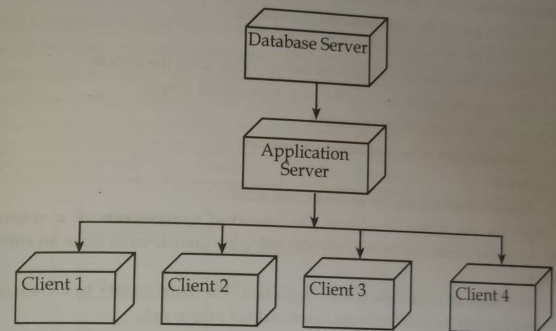 Database Server
Application
Server
Client 1
Client 2
Client 3
Client 4